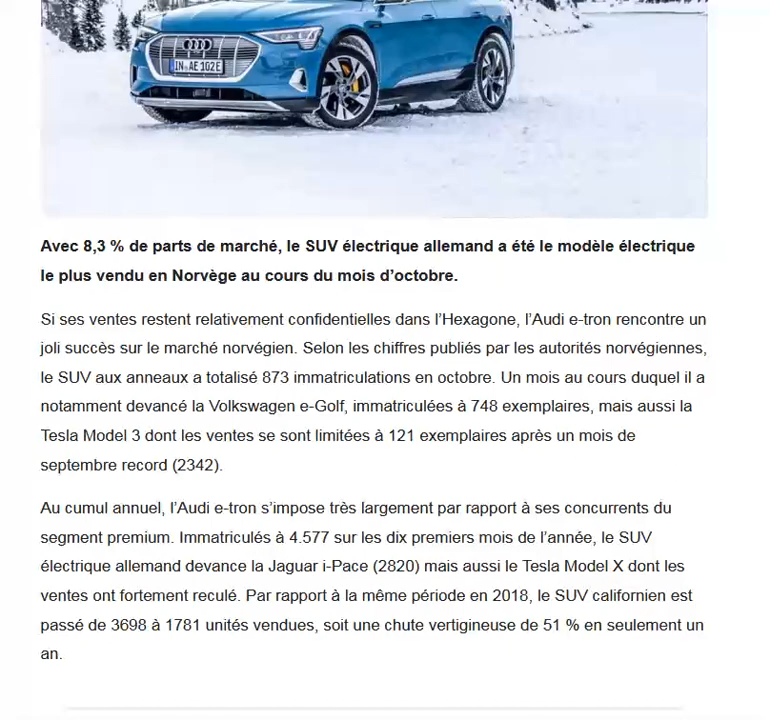 IN·AE 102E
Avec 8,3 % de parts de marché, le SUV électrique allemand a été le modèle électrique
le plus vendu en Norvège au cours du mois d’octobre.
Si ses ventes restent relativement confidentielles dans l’Hexagone, l’Audi e-tron rencontre un
joli succès sur le marché norvégien. Selon les chiffres publiés par les autorités norvégiennes,
le SUV aux anneaux a totalisé 873 immatriculations en octobre. Un mois au cours duquel il a
notamment devancé la Volkswagen e-Golf, immatriculées à 748 exemplaires, mais aussi la
Tesla Model 3 dont les ventes se sont limitées à 121 exemplaires après un mois de
septembre record (2342).
Au cumul annuel, l’Audi e-tron s’impose très largement par rapport à ses concurrents du
segment premium. Immatriculés à 4.577 sur les dix premiers mois de l’année, le SUV
électrique allemand devance la Jaguar i-Pace (2820) mais aussi le Tesla Model X dont les
ventes ont fortement reculé. Par rapport à la même période en 2018, le SUV californien est
passé de 3698 à 1781 unités vendues, soit une chute vertigineuse de 51 % en seulement un
an.